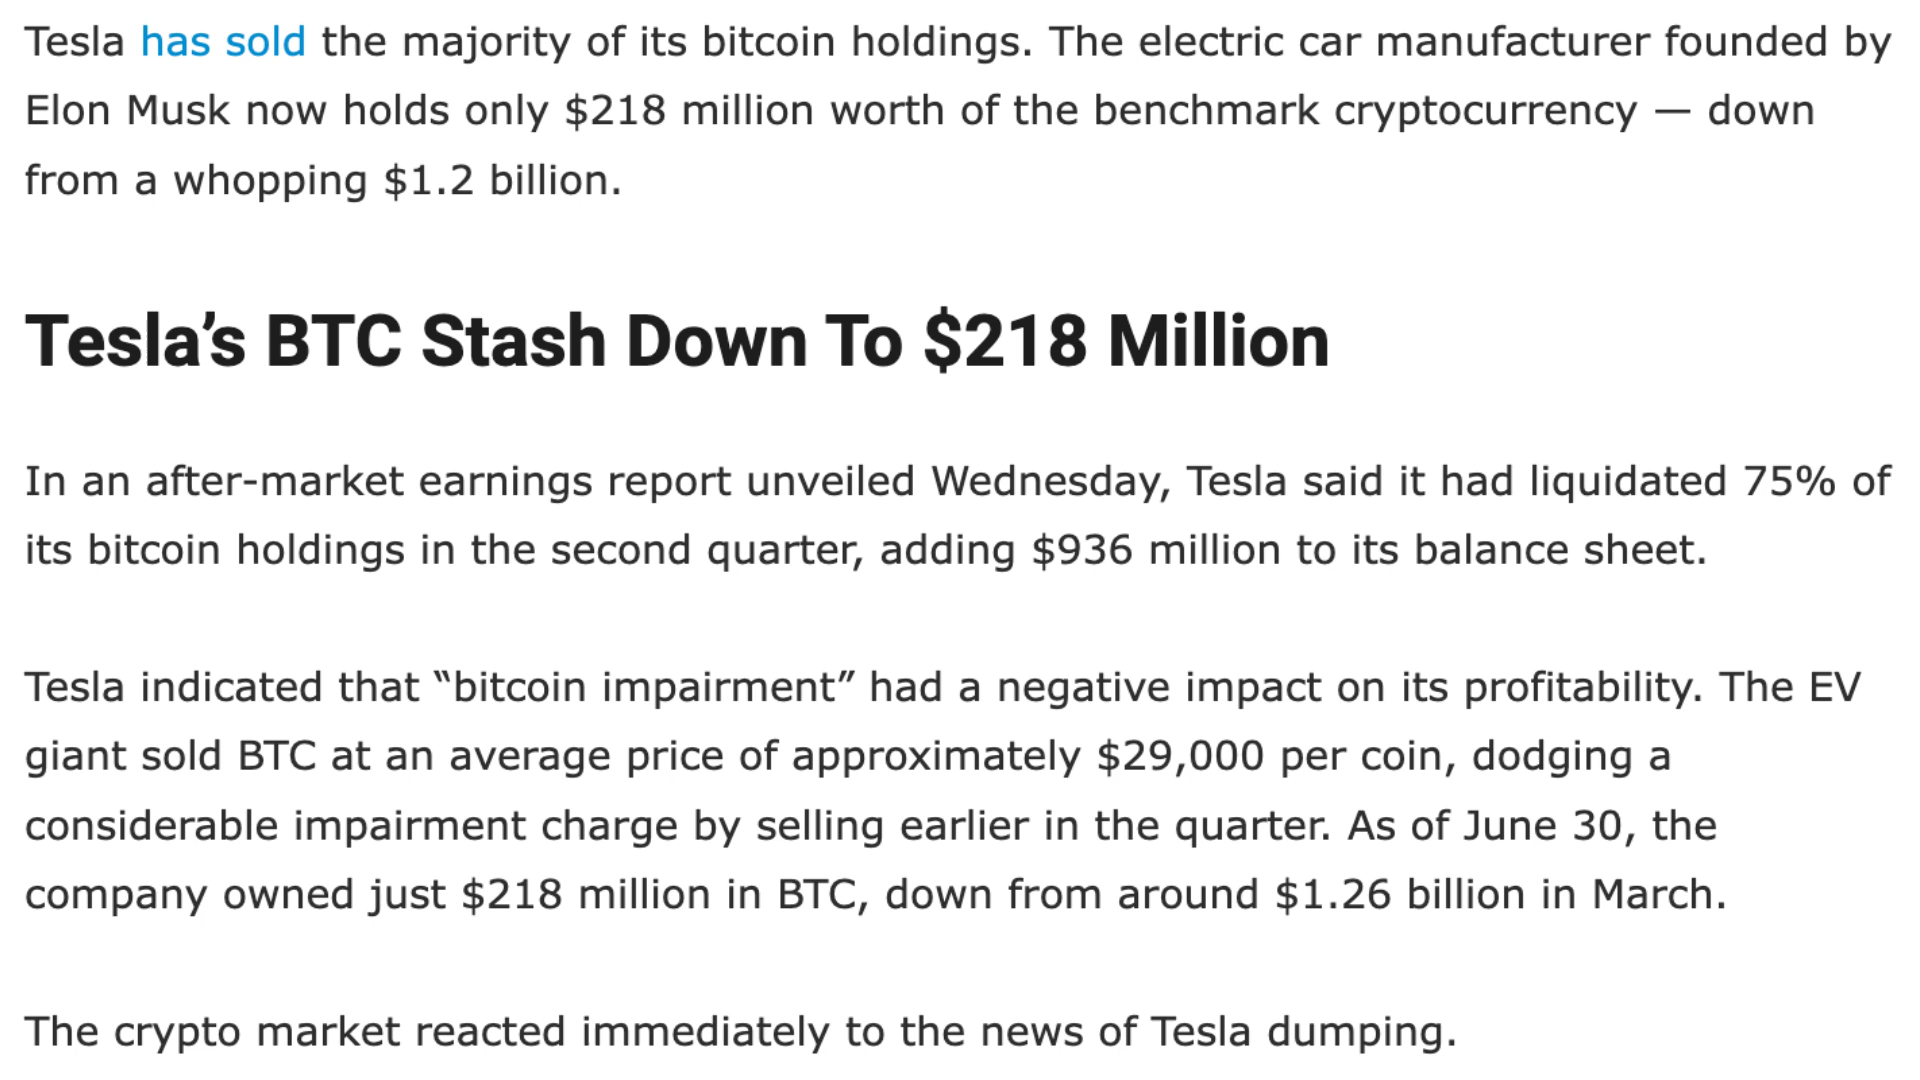 Tesla has sold the majority of its bitcoin holdings. The electric car manufacturer founded by
Elon Musk now holds only $218 million worth of the benchmark cryptocurrency — down
from a whopping $1.2 billion.
Tesla’s BTC Stash Down To $218 Million
In an after-market earnings report unveiled Wednesday, Tesla said it had liquidated 75% of
its bitcoin holdings in the second quarter, adding $936 million to its balance sheet.
Tesla indicated that “bitcoin impairment” had a negative impact on its profitability. The EV
giant sold BTC at an average price of approximately $29,000 per coin, dodging a
considerable impairment charge by selling earlier in the quarter. As of June 30, the
company owned just $218 million in BTC, down from around $1.26 billion in March.
The crypto market reacted immediately to the news of Tesla dumping.